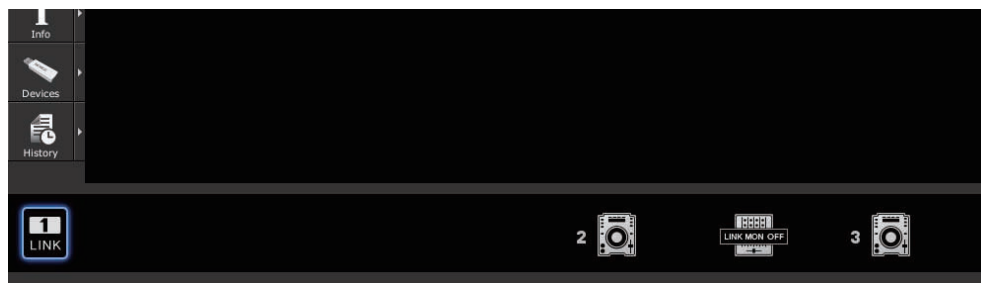 Info
Devices
History
1
LINK
2
LINK MON OFF
3